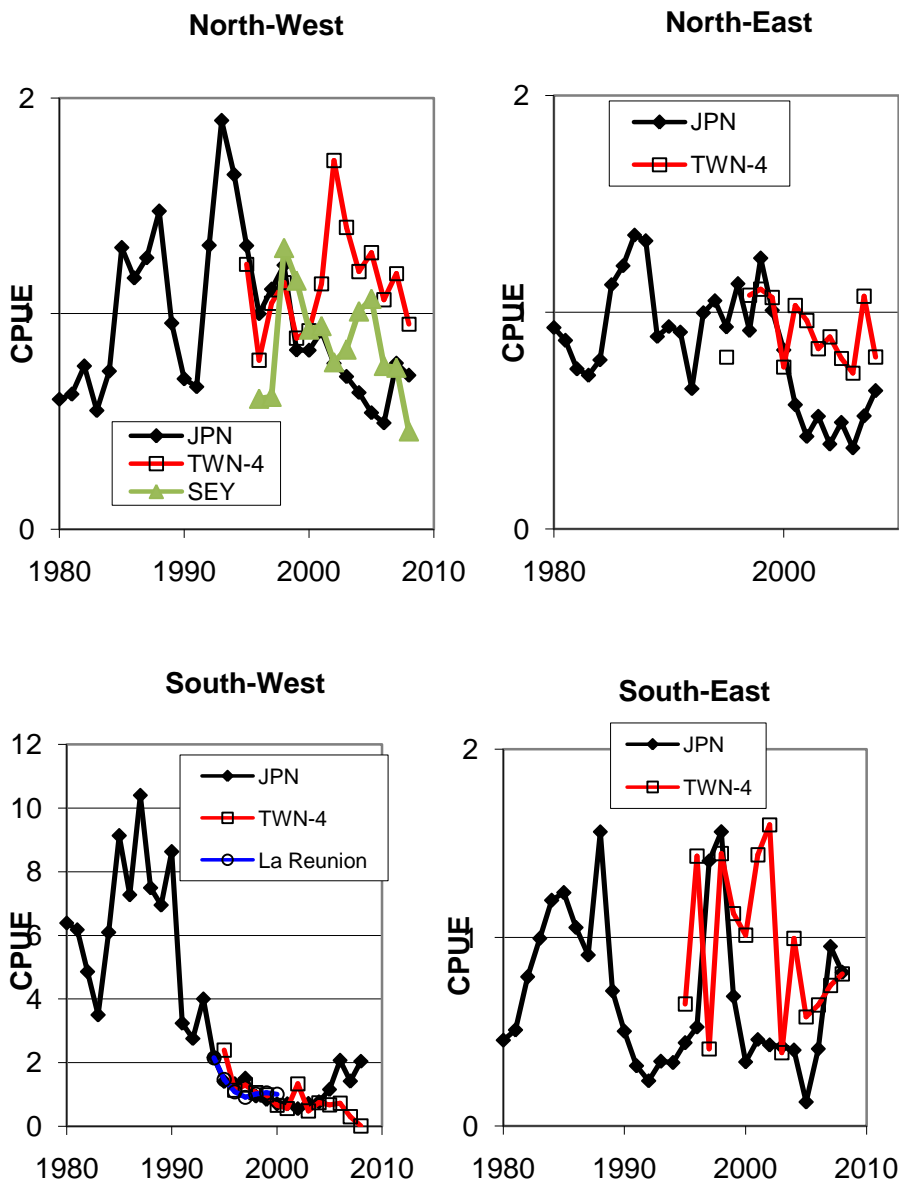 North-West
2
0
CPUE
1980
1990
2000
2010
JPN
TWN-4
SEY
North-East
2
0
1980
2000
JPN
TWN-4
South-West
12
10
8
6
4
2
0
CPUE
1980
1990
2000
2010
JPN
TWN-4
La Reunion
South-East
2
1
0
CPUE
1980
1990
2000
2010
JPN
TWN-4